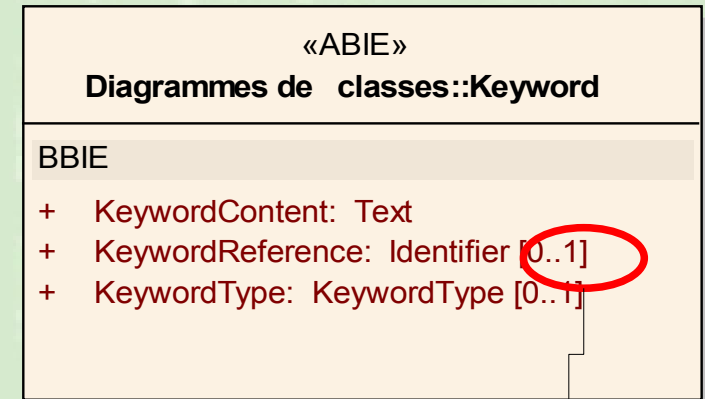 «ABIE»
Diagrammes de classes::Keyword
BBIE
+ KeywordContent: Text
+ KeywordReference: Identifier [0..1]
+ KeywordType: KeywordType [0..1]